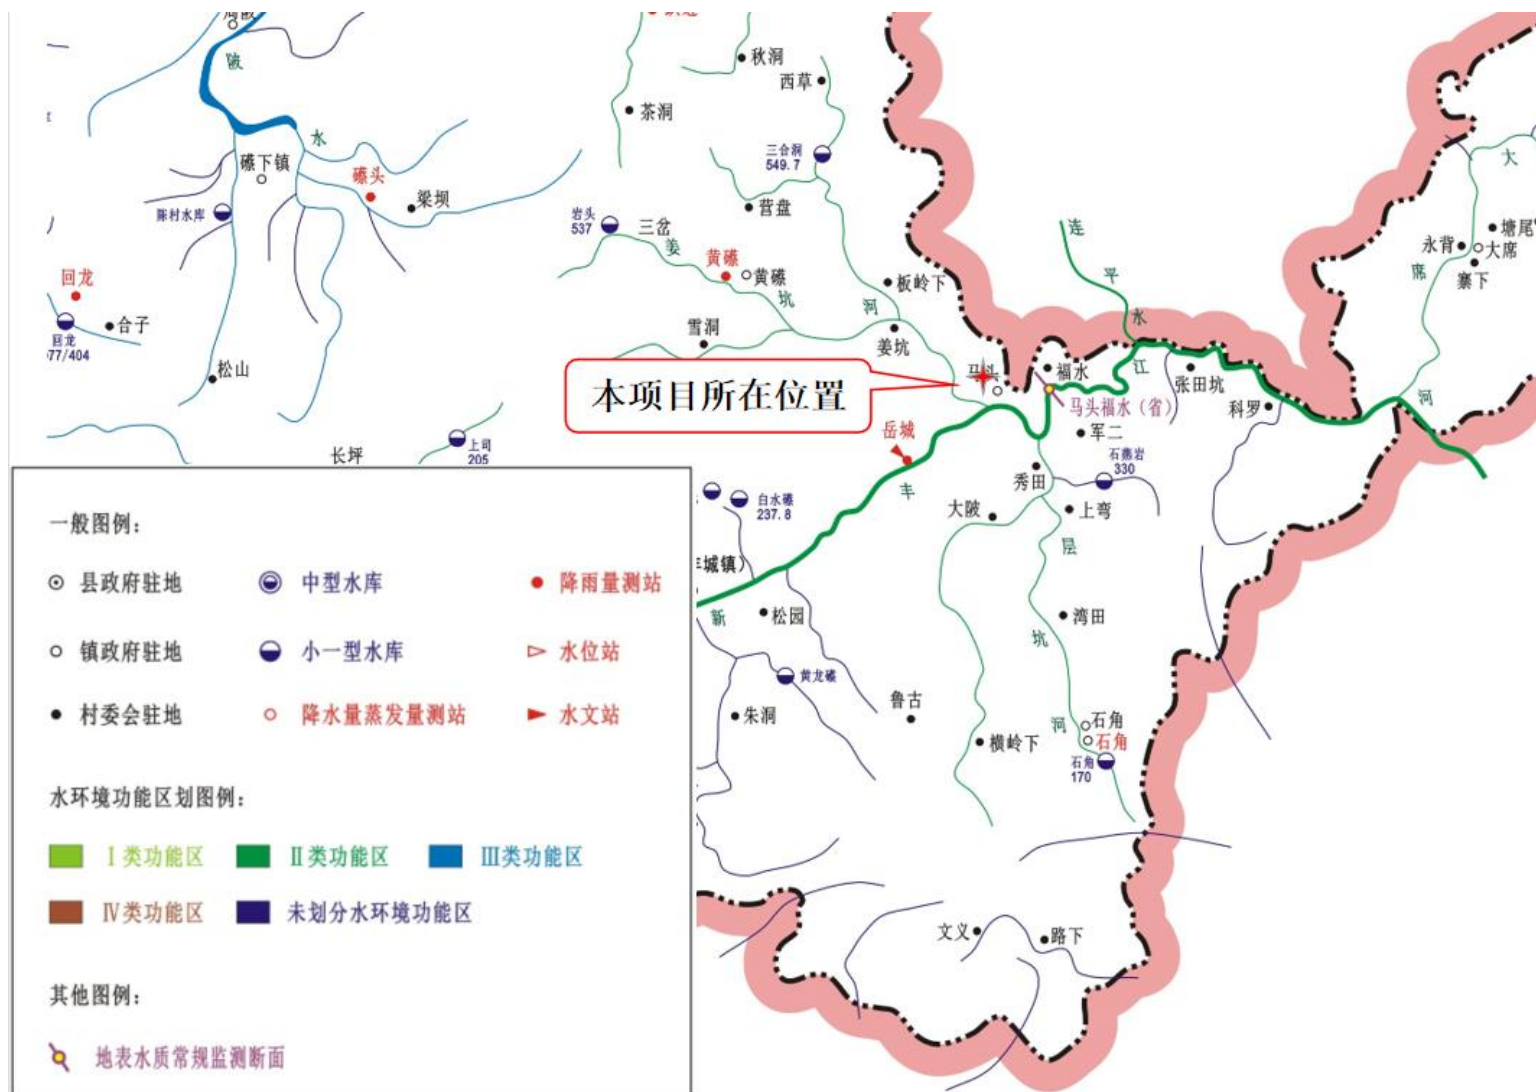 陂
水
礤下镇
礤头
梁坝
陈村水库
回龙
合子
回龙
77/404
松山
上司
205
长坪
秋洞
西草
茶洞
三合洞
549.7
营盘
岩头
537
三岔
姜
黄礤
黄礤
坑
河
板岭下
雪洞
姜坑
连
平
水
大
塘尾
永背
大席
席
寨下
河
马头
福水
江
张田坑
科罗
马头福水（省）
本项目所在位置
岳城
军二
石燕岩
330
秀田
白水礤
237.8
丰
大陂
上弯
层
丰城镇）
新
松园
湾田
坑
黄龙礤
朱洞
鲁古
横岭下
河
石角
石角
石角
170
文义
路下
一般图例：
县政府驻地
中型水库
降雨量测站
镇政府驻地
小一型水库
水位站
村委会驻地
降水量蒸发量测站
水文站
水环境功能区划图例：
Ⅰ类功能区
Ⅱ类功能区
Ⅲ类功能区
Ⅳ类功能区
未划分水环境功能区
其他图例：
地表水质常规监测断面